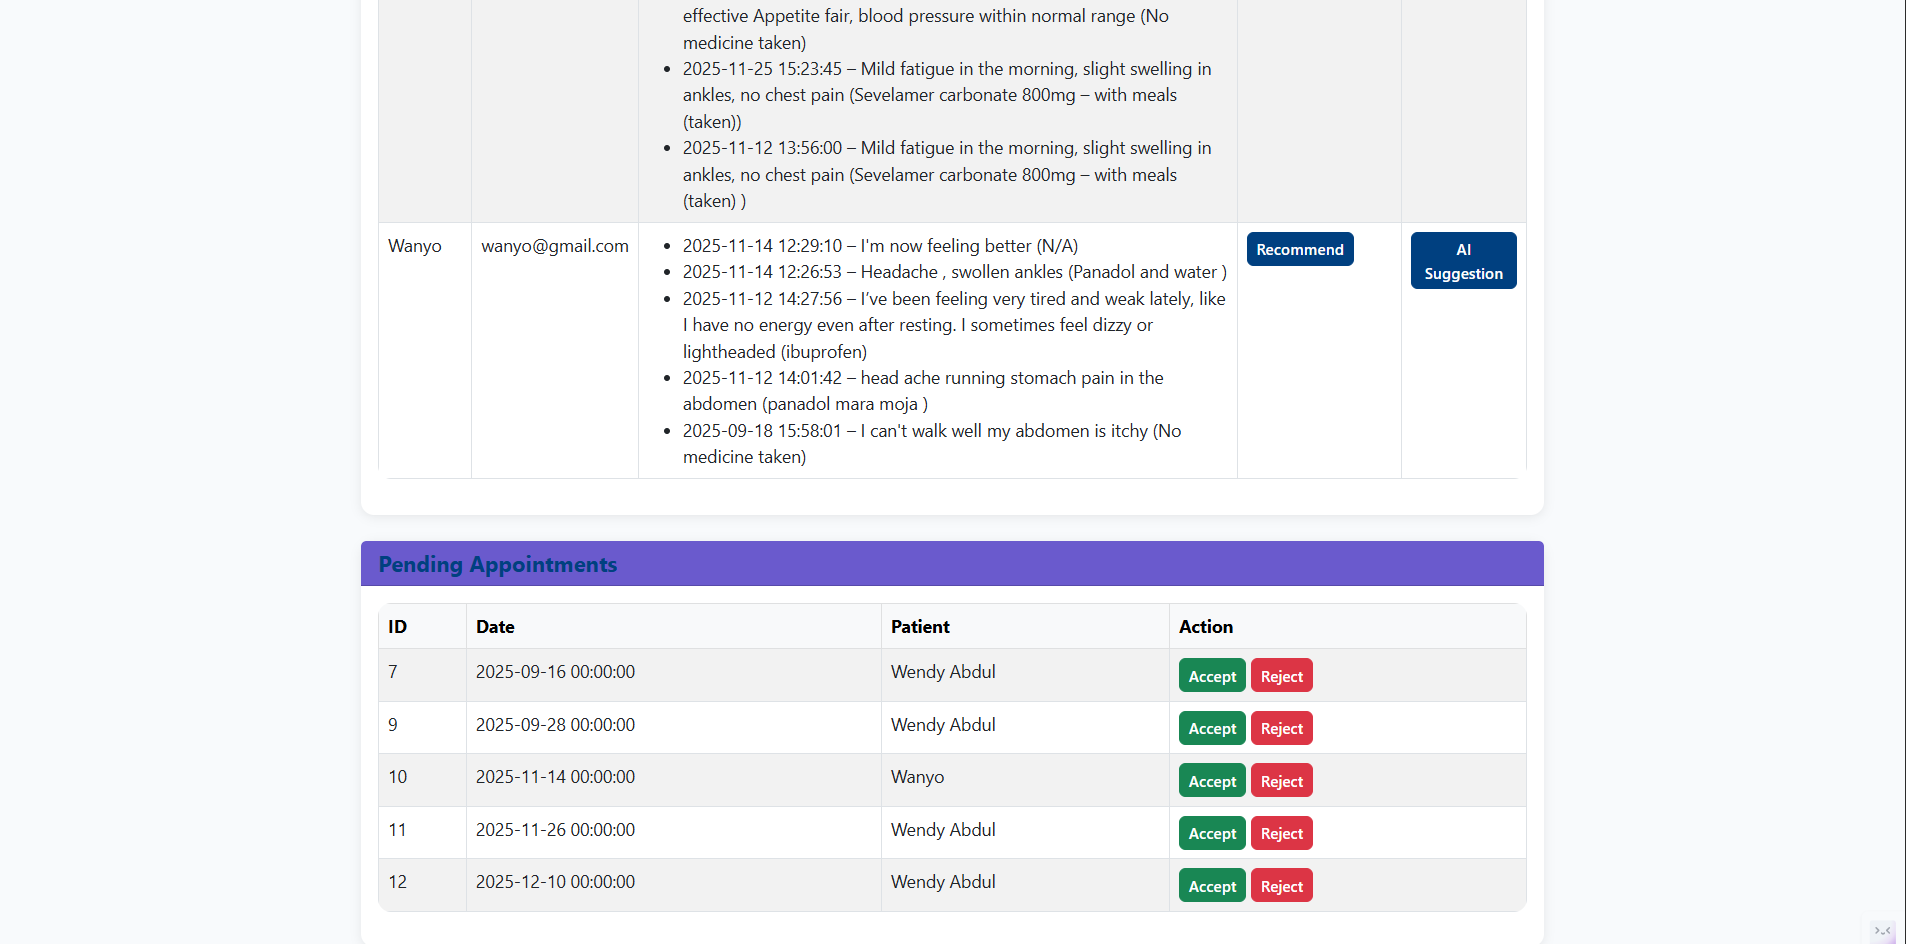 effective Appetite fair, blood pressure within normal range (No
medicine taken)
• 2025-11-25 15:23:45 – Mild fatigue in the morning, slight swelling in
ankles, no chest pain (Sevelamer carbonate 800mg – with meals
(taken))
• 2025-11-12 13:56:00 – Mild fatigue in the morning, slight swelling in
ankles, no chest pain (Sevelamer carbonate 800mg – with meals
(taken) )
Wanyo
wanyo@gmail.com
• 2025-11-14 12:29:10 – I'm now feeling better (N/A)
• 2025-11-14 12:26:53 – Headache , swollen ankles (Panadol and water )
• 2025-11-12 14:27:56 – I’ve been feeling very tired and weak lately, like
I have no energy even after resting. I sometimes feel dizzy or
lightheaded (ibuprofen)
• 2025-11-12 14:01:42 – head ache running stomach pain in the
abdomen (panadol mara moja )
• 2025-09-18 15:58:01 – I can't walk well my abdomen is itchy (No
medicine taken)
Recommend
AI
Suggestion
Pending Appointments
ID Date Patient Action
7 2025-09-16 00:00:00 Wendy Abdul Accept Reject
9 2025-09-28 00:00:00 Wendy Abdul Accept Reject
10 2025-11-14 00:00:00 Wanyo Accept Reject
11 2025-11-26 00:00:00 Wendy Abdul Accept Reject
12 2025-12-10 00:00:00 Wendy Abdul Accept Reject